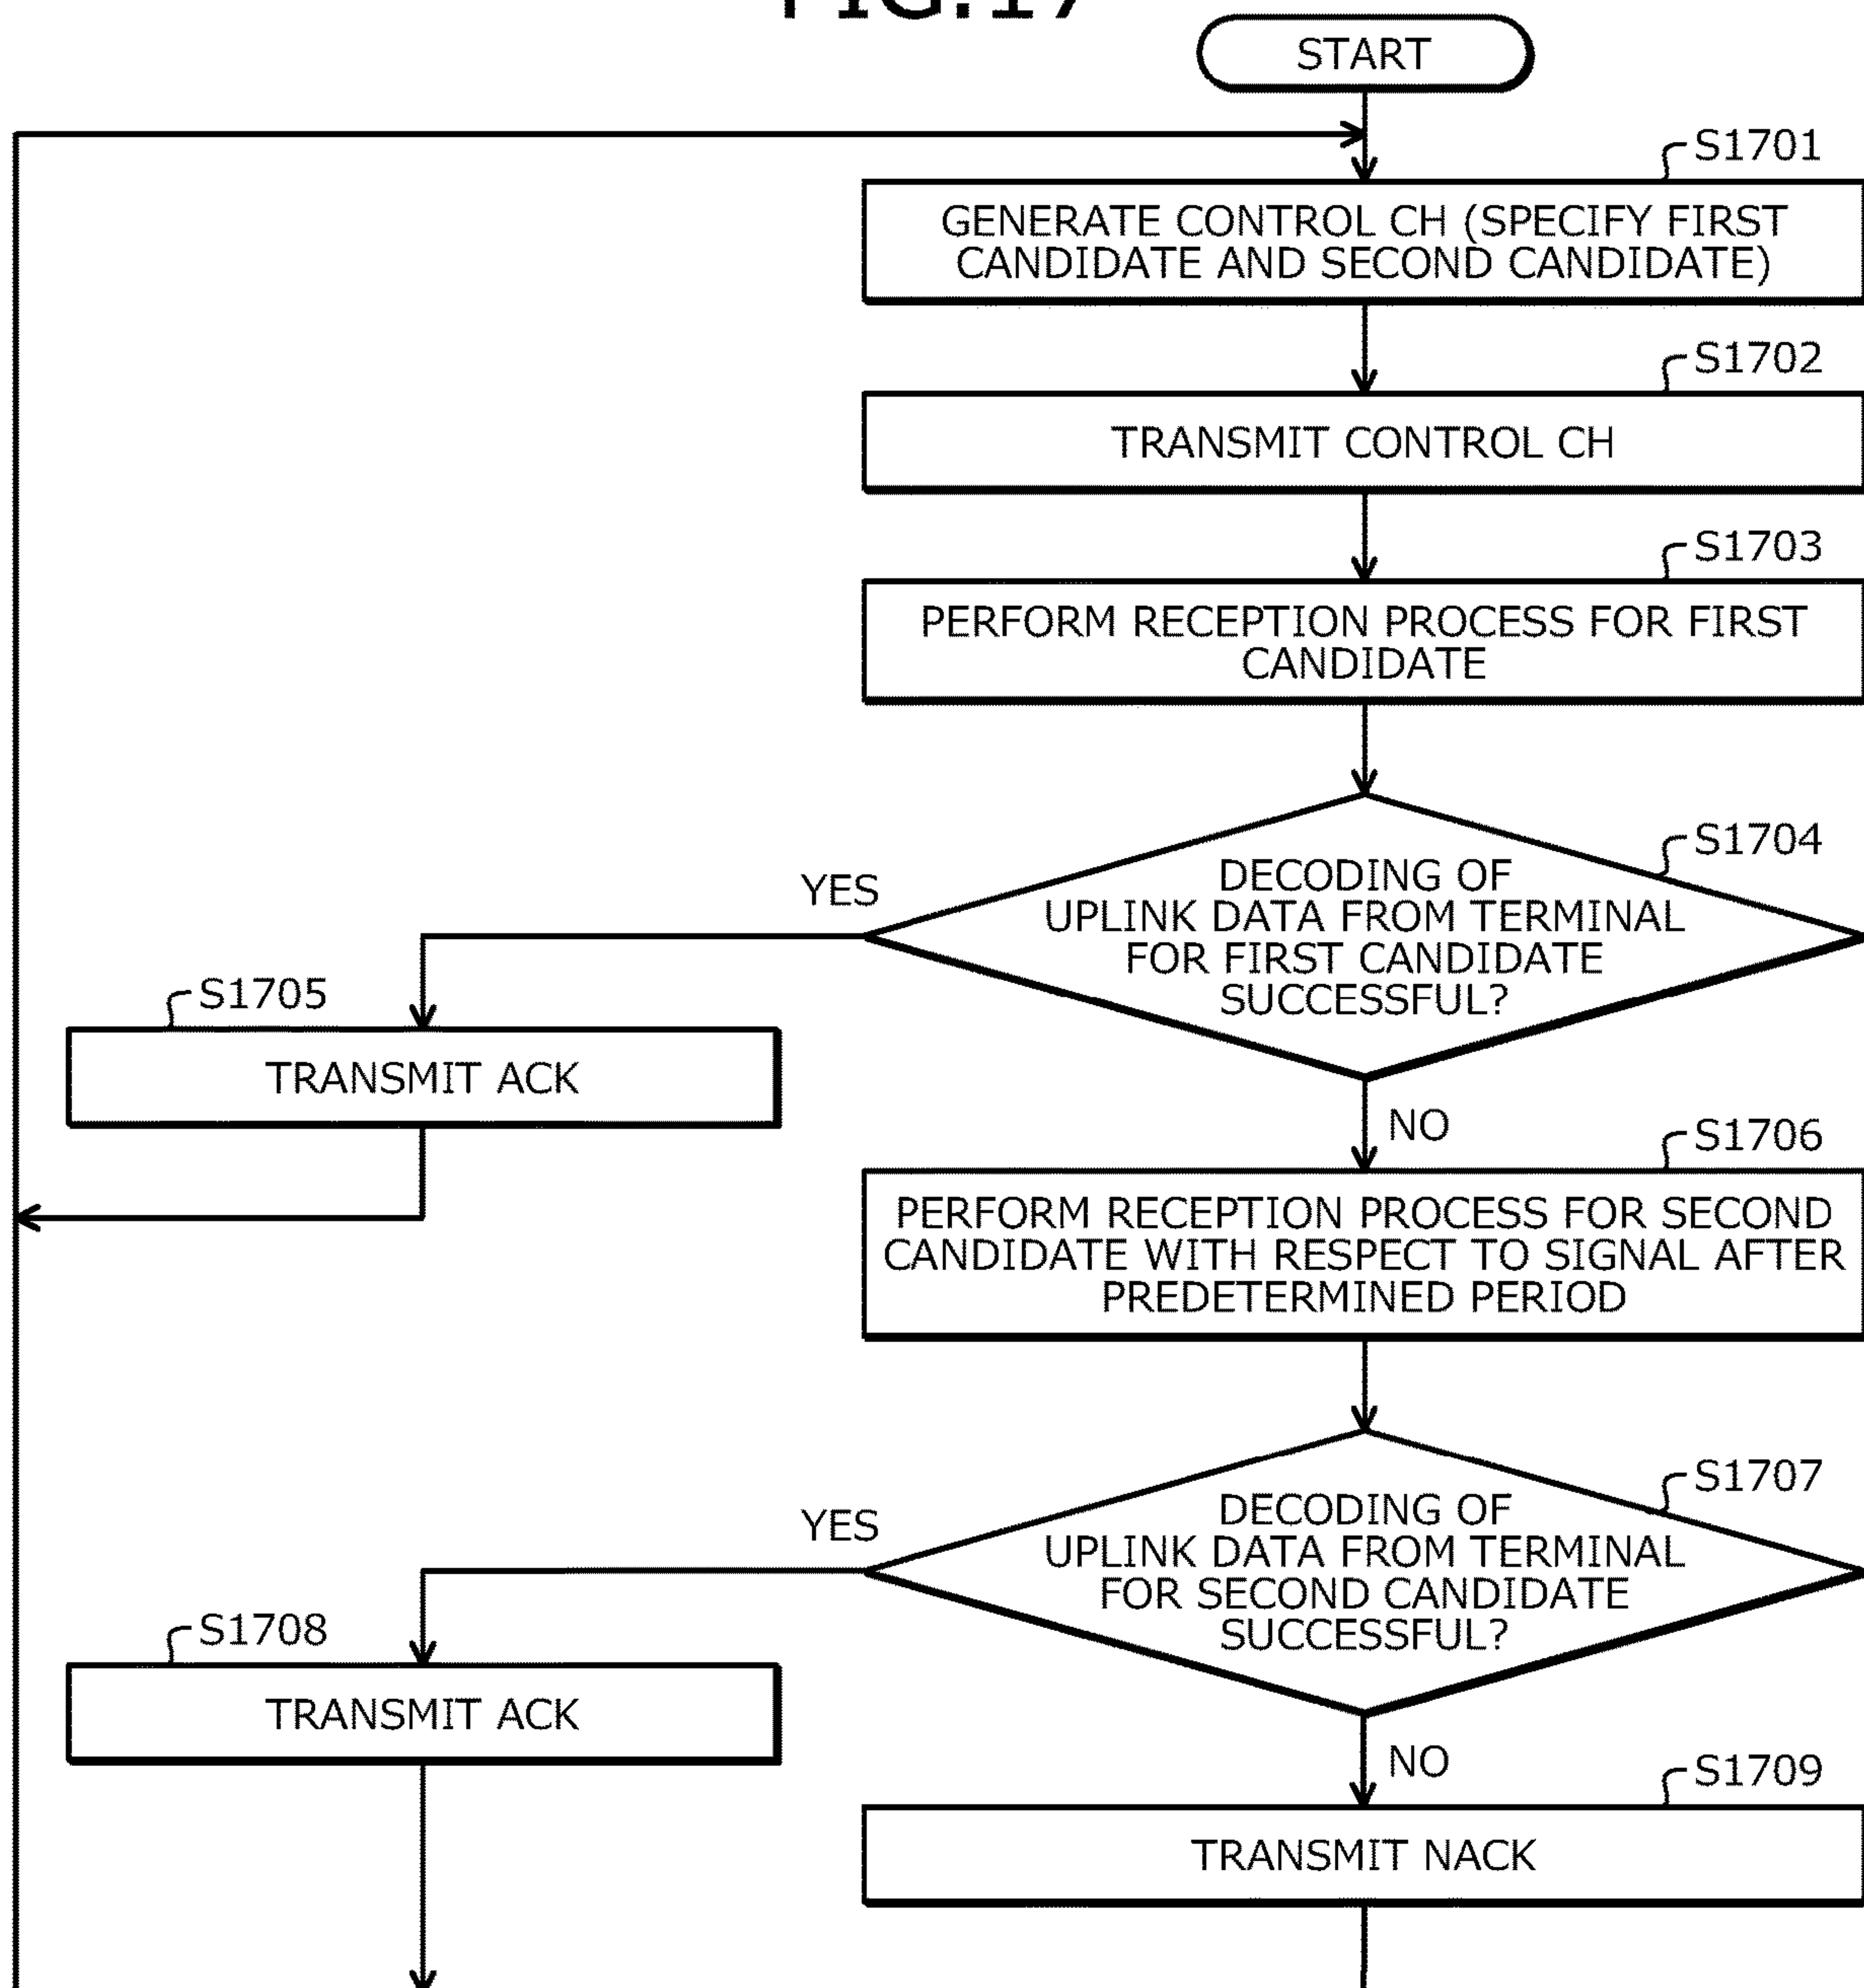 FIG.17
START
S1701
GENERATE CONTROL CH (SPECIFY FIRST
CANDIDATE AND SECOND CANDIDATE)
S1702
TRANSMIT CONTROL CH
S1703
PERFORM RECEPTION PROCESS FOR FIRST
CANDIDATE
S1704
DECODING OF
UPLINK DATA FROM TERMINAL
FOR FIRST CANDIDATE
SUCCESSFUL?
YES
S1705
TRANSMIT ACK
NO
S1706
PERFORM RECEPTION PROCESS FOR SECOND
CANDIDATE WITH RESPECT TO SIGNAL AFTER
PREDETERMINED PERIOD
S1707
DECODING OF
UPLINK DATA FROM TERMINAL
FOR SECOND CANDIDATE
SUCCESSFUL?
YES
S1708
TRANSMIT ACK
NO
S1709
TRANSMIT NACK